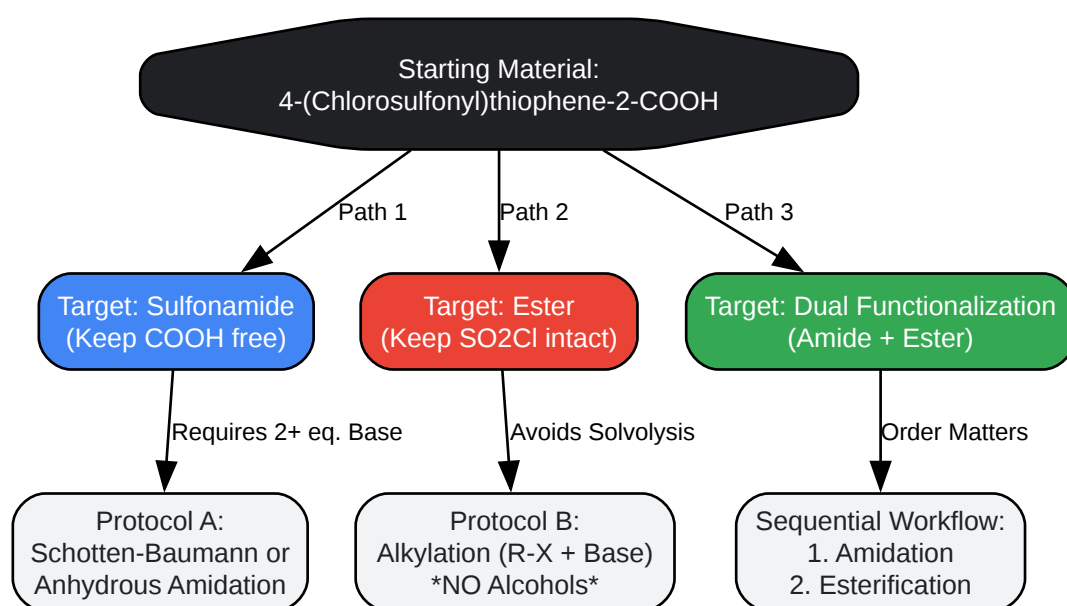 Starting Material:
4-(Chlorosulfonyl)thiophene-2-COOH
Path 1
Path 2
Path 3
Target: Sulfonamide
(Keep COOH free)
Target: Ester
(Keep SO2Cl intact)
Target: Dual Functionalization
(Amide + Ester)
Requires 2+ eq. Base
Avoids Solvolysis
Order Matters
Protocol A:
Schotten-Baumann or
Anhydrous Amidation
Protocol B:
Alkylation (R-X + Base)
*NO Alcohols*
Sequential Workflow:
1. Amidation
2. Esterification